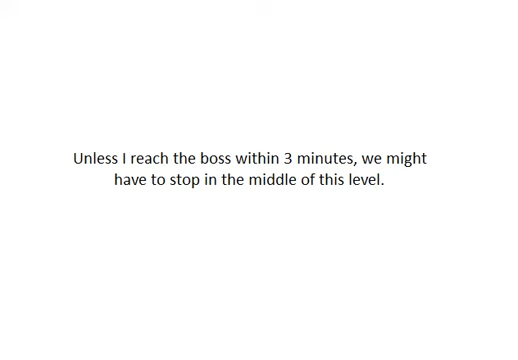 Unless I reach the boss within 3 minutes, we might
have to stop in the middle of this level.